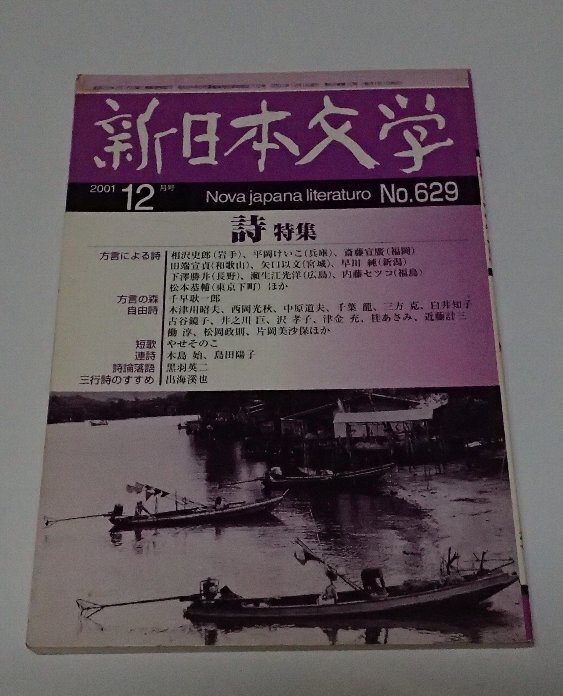 新日本文学
2001 12月号 Nova japana literaturo No.629
詩 特集
方言による詩 相沢史郎(岩手)、平岡けいこ(兵庫)、斎藤宣廣(福岡)
田端宣貞(和歌山)、矢口以文(宮城)、早川 純(新潟)
下澤勝井(長野)、瀬生江光洋(広島)、内藤セツコ(福島)
松本恭輔(東京下町)ほか
方言の森 千早耿一郎
自由詩 木津川昭夫、西岡光秋、中原道夫、千葉 龍、三方 克、臼井知子
古谷鏡子、井之川 巨、沢 孝子、津金 充、桂あさみ、近藤計三
働 淳、松岡政則、片岡美沙保ほか
短歌 やせそのこ
連詩 木島 始、島田陽子
詩論落語 黒羽英二
三行詩のすすめ 出海溪也